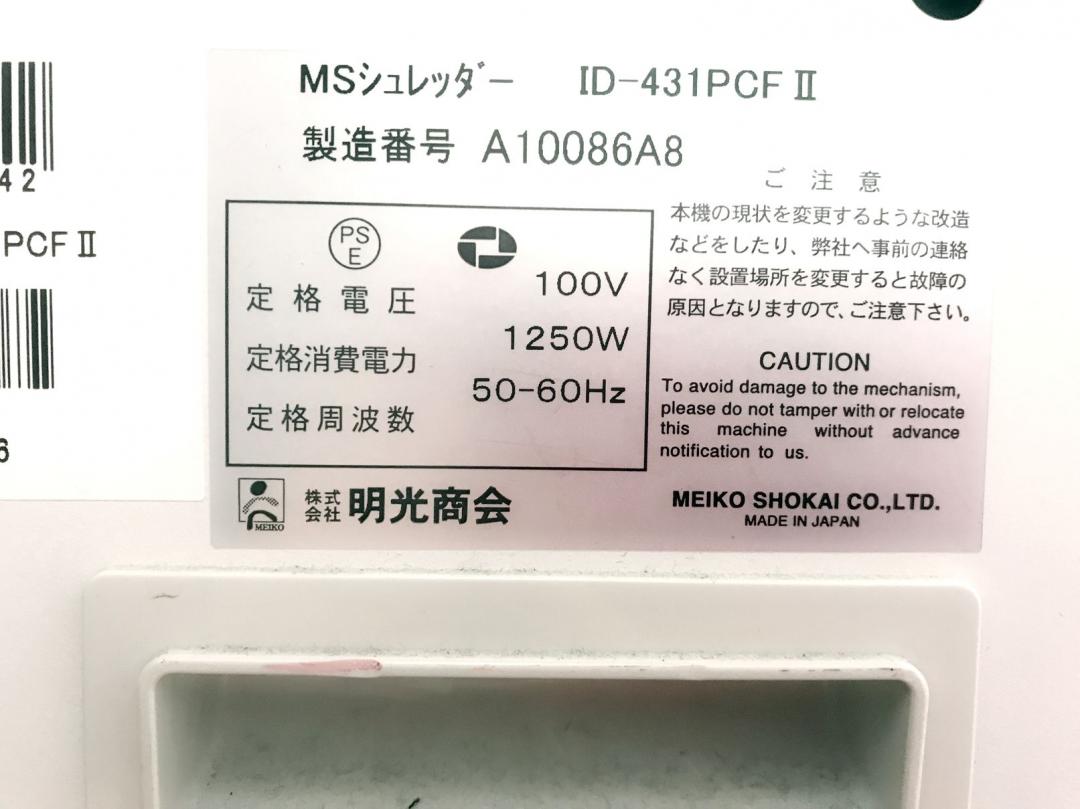 42
PCFⅡ
6
MSシュレッダー ID-431PCFⅡ
製造番号 A10086A8
PS
E
定格電圧 100V
定格消費電力 1250W
定格周波数 50-60Hz
ご注意
本機の現状を変更するような改造
などをしたり、弊社へ事前の連絡
なく設置場所を変更すると故障の
原因となりますので、ご注意下さい。
CAUTION
To avoid damage to the mechanism,
please do not tamper with or relocate
this machine without advance
notification to us.
MEIKO
株式会社 明光商会
MEIKO SHOKAI CO.,LTD.
MADE IN JAPAN